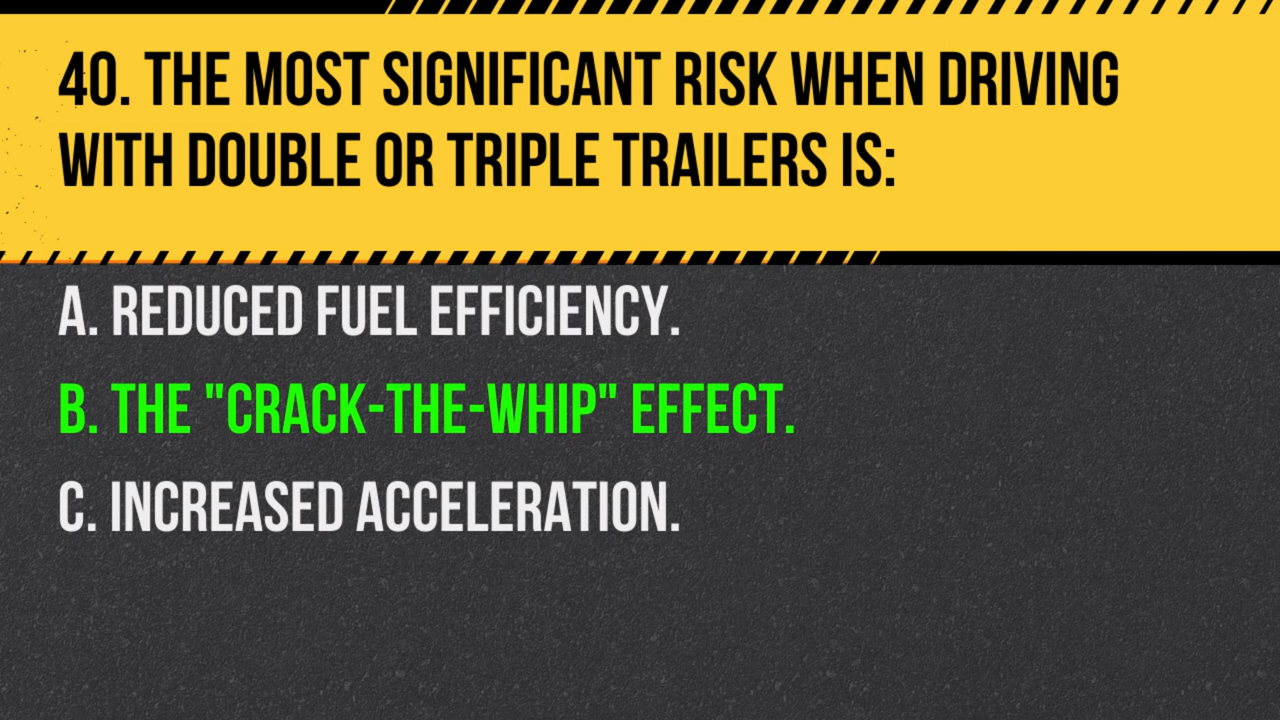 40. THE MOST SIGNIFICANT RISK WHEN DRIVING
WITH DOUBLE OR TRIPLE TRAILERS IS:
A. REDUCED FUEL EFFICIENCY.
B. THE "CRACK-THE-WHIP" EFFECT.
C. INCREASED ACCELERATION.